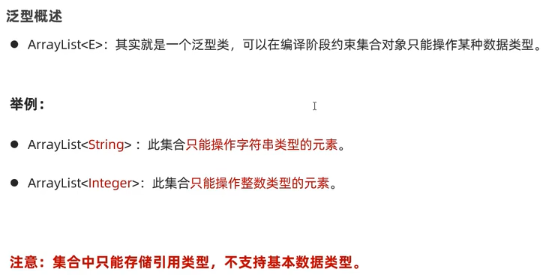 泛型概述
● ArrayList<E>：其实就是一个泛型类，可以在编译阶段约束集合对象只能操作某种数据类型。
举例：
● ArrayList<String>：此集合只能操作字符串类型的元素。
● ArrayList<Integer>：此集合只能操作整数类型的元素。
注意：集合中只能存储引用类型，不支持基本数据类型。